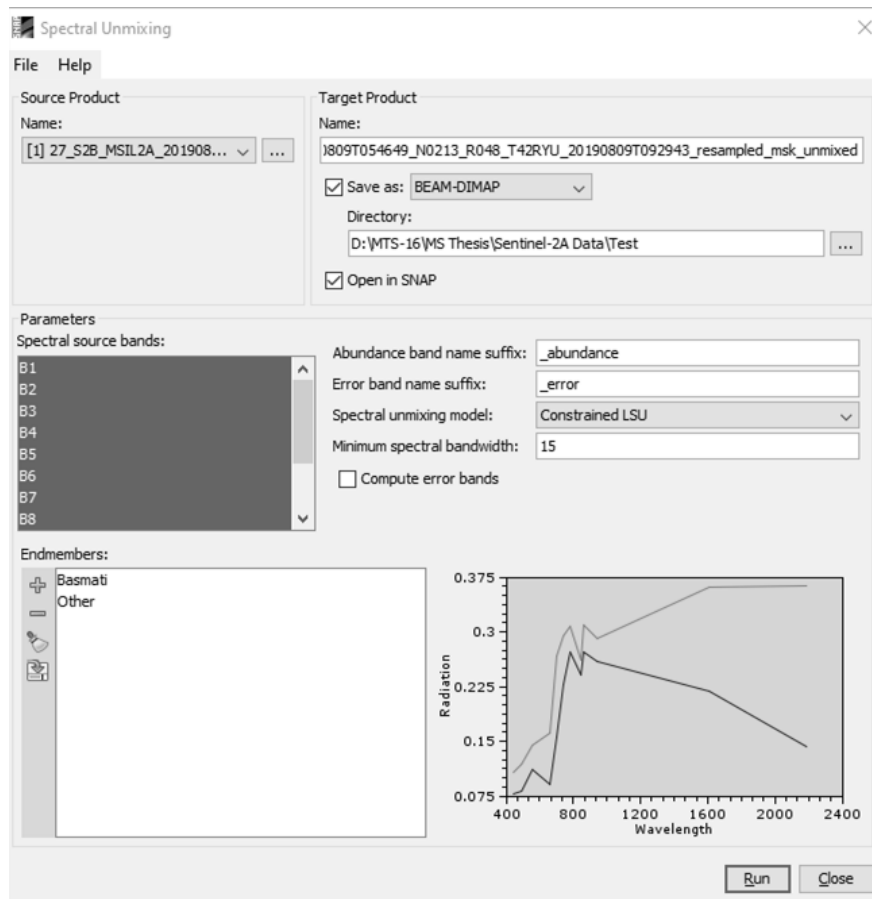 Spectral Unmixing
File Help
Source Product
Name:
[1] 27_S2B_MSIL2A_201908... ...
Target Product
Name:
)809T054649_N0213_R048_T42RYU_20190809T092943_resampled_msk_unmixed
Save as: BEAM-DIMAP
Directory:
D:\MTS-16\MS Thesis\Sentinel-2A Data\Test ...
Open in SNAP
Parameters
Spectral source bands:
B1
B2
B3
B4
B5
B6
B7
B8
Abundance band name suffix: _abundance
Error band name suffix: _error
Spectral unmixing model: Constrained LSU
Minimum spectral bandwidth: 15
Compute error bands
Endmembers:
Basmati
Other
0.375
0.3
0.225
0.15
0.075
Radiation
400 800 1200 1600 2000 2400
Wavelength
Run Close